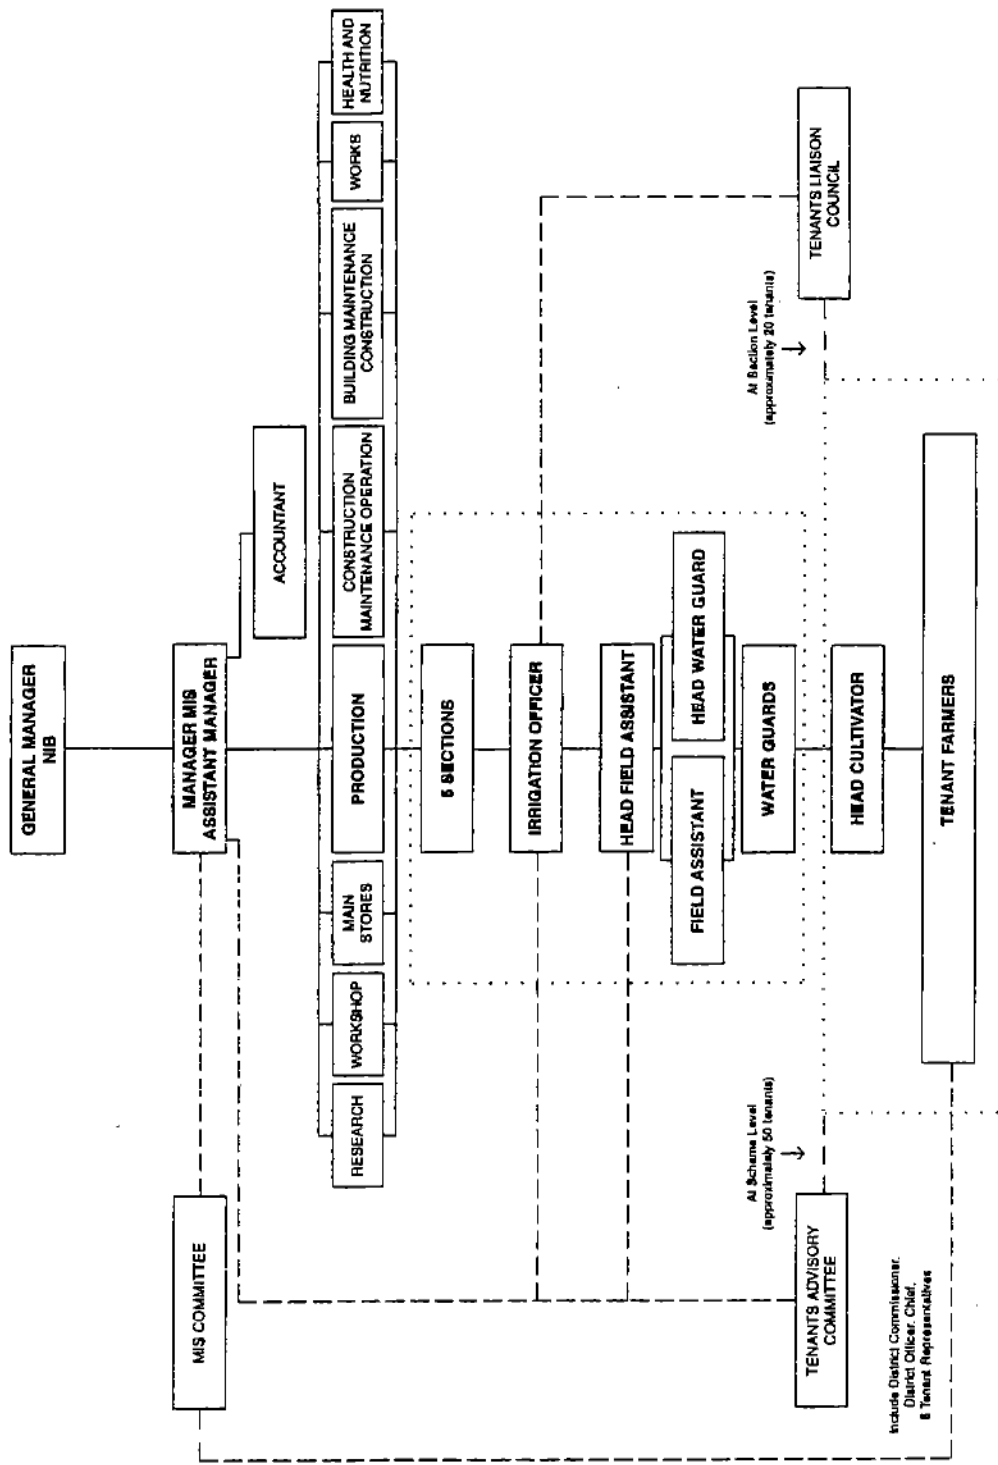 GENERAL MANAGER
NIB
MIS COMMITTEE
MANAGER MIS
ASSISTANT MANAGER
ACCOUNTANT
RESEARCH
WORKSHOP
MAIN
STORES
PRODUCTION
CONSTRUCTION
MAINTENANCE OPERATION
BUILDING MAINTENANCE
CONSTRUCTION
WORKS
HEALTH AND
NUTRITION
5 SECTIONS
IRRIGATION OFFICER
HEAD FIELD ASSISTANT
FIELD ASSISTANT
HEAD WATER GUARD
WATER GUARDS
At Scheme Level
(approximately 50 tenants)
At Section Level
(approximately 20 tenants)
TENANTS ADVISORY
COMMITTEE
HEAD CULTIVATOR
TENANTS LIAISON
COUNCIL
Include District Commissioner,
District Officer, Chief,
& Tenant Representatives
TENANT FARMERS